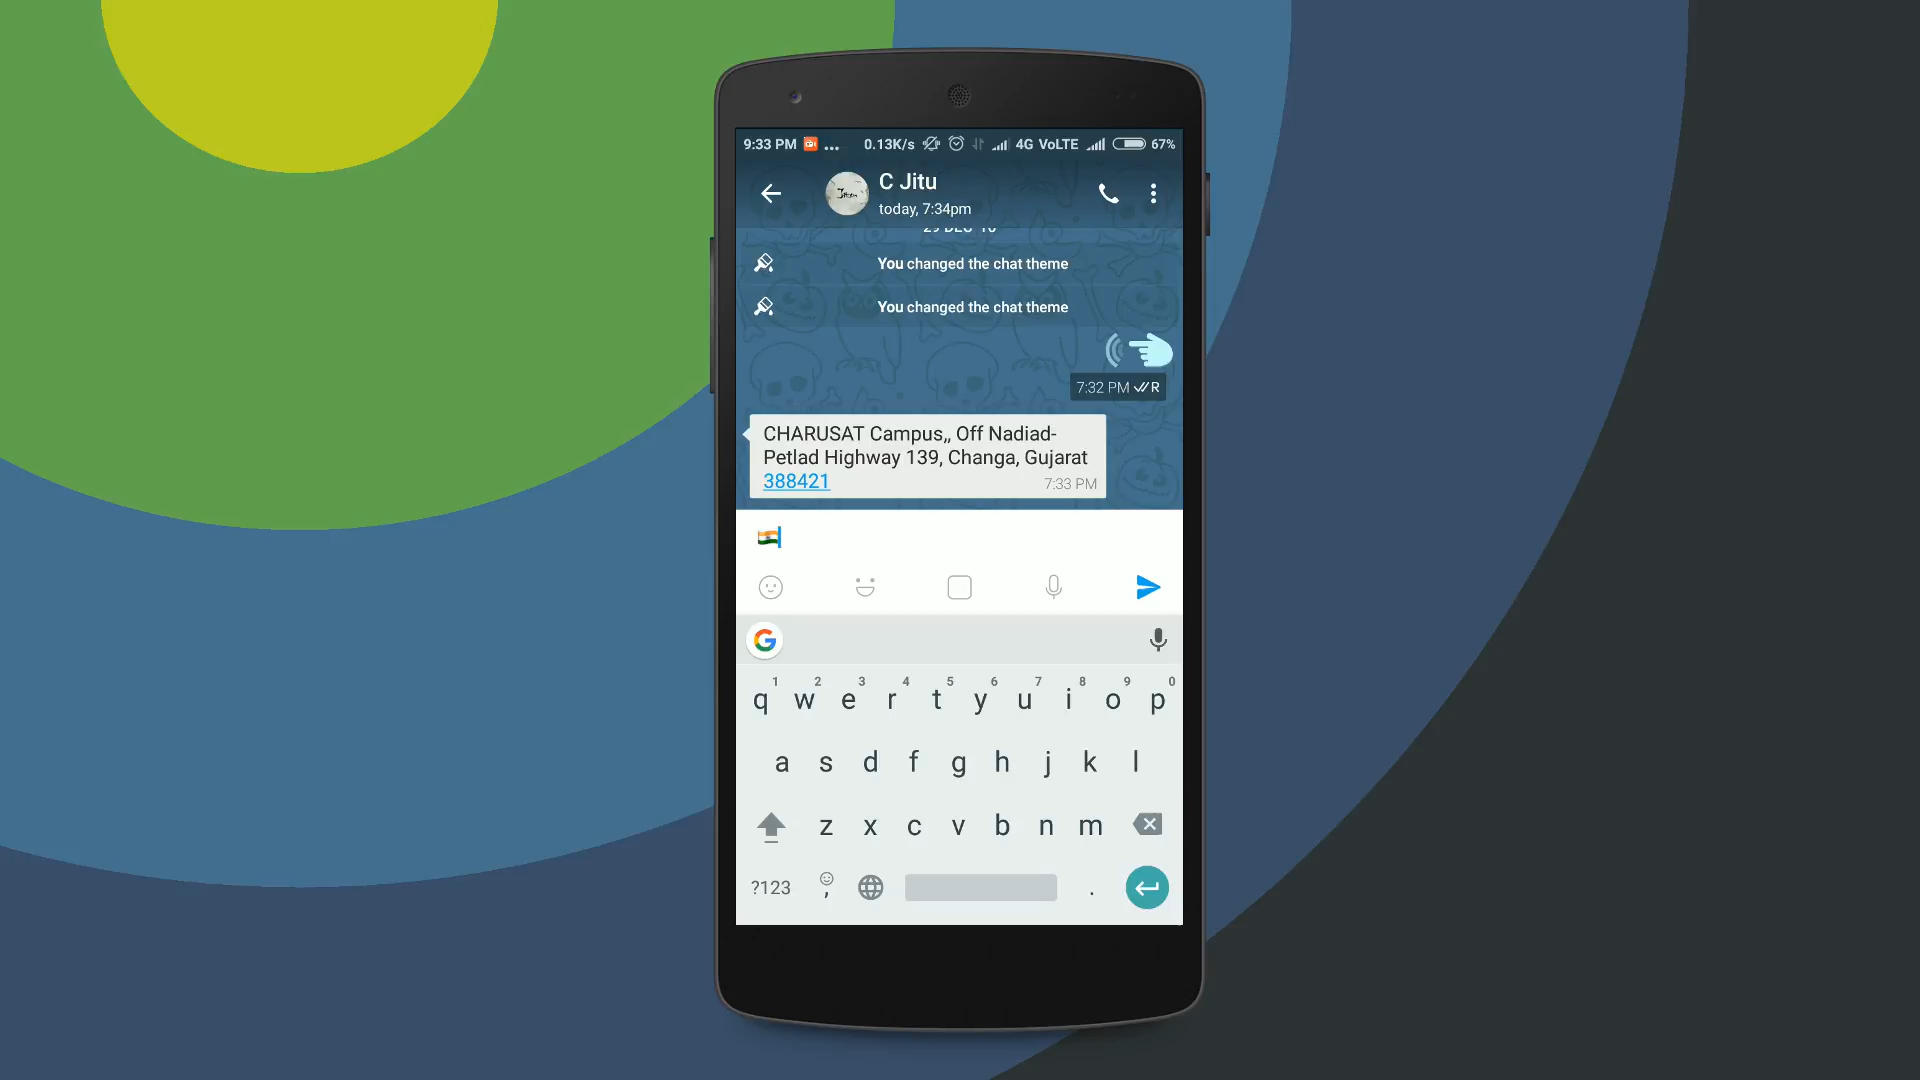 9:33 PM ... 0.13K/s 4G VoLTE 67%
C Jitu
today, 7:34pm
You changed the chat theme
You changed the chat theme
7:32 PM R
CHARUSAT Campus,, Off Nadiad-
Petlad Highway 139, Changa, Gujarat
388421
7:33 PM
1 2 3 4 5 6 7 8 9 0
q w e r t y u i o p
a s d f g h j k l
z x c v b n m
?123 , .